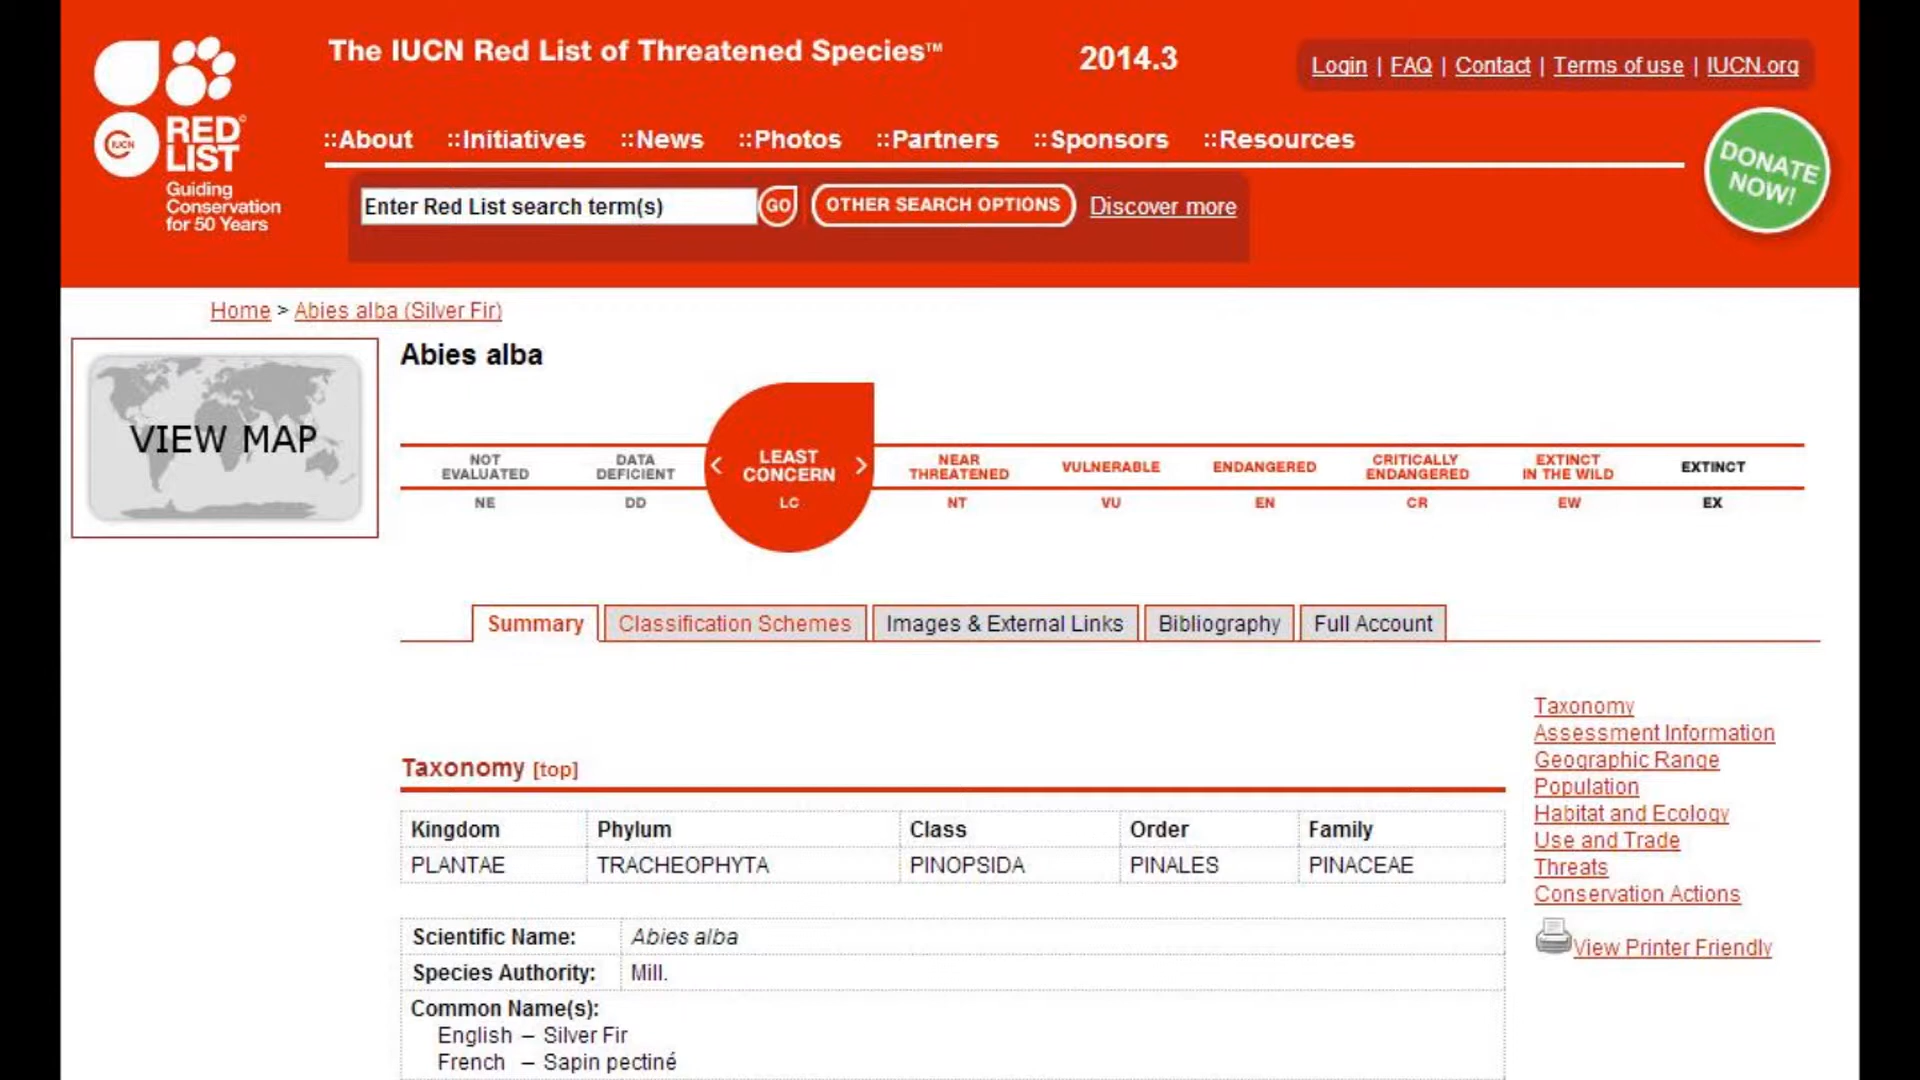 The IUCN Red List of Threatened Species™
2014.3
Login | FAQ | Contact | Terms of use | IUCN.org
IUCN
RED
LIST
Guiding
Conservation
for 50 Years
::About ::Initiatives ::News ::Photos ::Partners ::Sponsors ::Resources
DONATE
NOW!
Enter Red List search term(s) GO OTHER SEARCH OPTIONS Discover more
Home > Abies alba (Silver Fir)
VIEW MAP
Abies alba
NOT
EVALUATED
NE
DATA
DEFICIENT
DD
< LEAST
CONCERN >
LC
NEAR
THREATENED
NT
VULNERABLE
VU
ENDANGERED
EN
CRITICALLY
ENDANGERED
CR
EXTINCT
IN THE WILD
EW
EXTINCT
EX
Summary Classification Schemes Images & External Links Bibliography Full Account
Taxonomy [top]
Kingdom Phylum Class Order Family
PLANTAE TRACHEOPHYTA PINOPSIDA PINALES PINACEAE
Scientific Name: Abies alba
Species Authority: Mill.
Common Name(s):
English – Silver Fir
French – Sapin pectiné
Taxonomy
Assessment Information
Geographic Range
Population
Habitat and Ecology
Use and Trade
Threats
Conservation Actions
View Printer Friendly